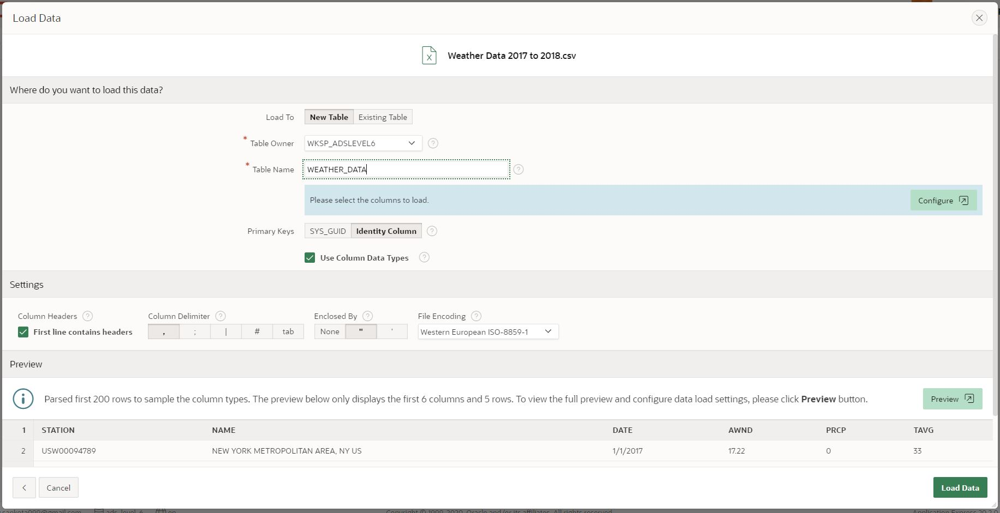 Load Data
X
Weather Data 2017 to 2018.csv
Where do you want to load this data?
Load To New Table Existing Table
* Table Owner WKSP_ADSLEVEL6 ?
* Table Name WEATHER_DATA ?
Please select the columns to load. Configure
Primary Keys SYS_GUID Identity Column ?
Use Column Data Types ?
Settings
Column Headers ? Column Delimiter ? Enclosed By ? File Encoding ?
First line contains headers , ; | # tab None " ' Western European ISO-8859-1
Preview
Parsed first 200 rows to sample the column types. The preview below only displays the first 6 columns and 5 rows. To view the full preview and configure data load settings, please click Preview button. Preview
1 STATION NAME DATE AWND PRCP TAVG
2 USW00094789 NEW YORK METROPOLITAN AREA, NY US 1/1/2017 17.22 0 33
< Cancel Load Data